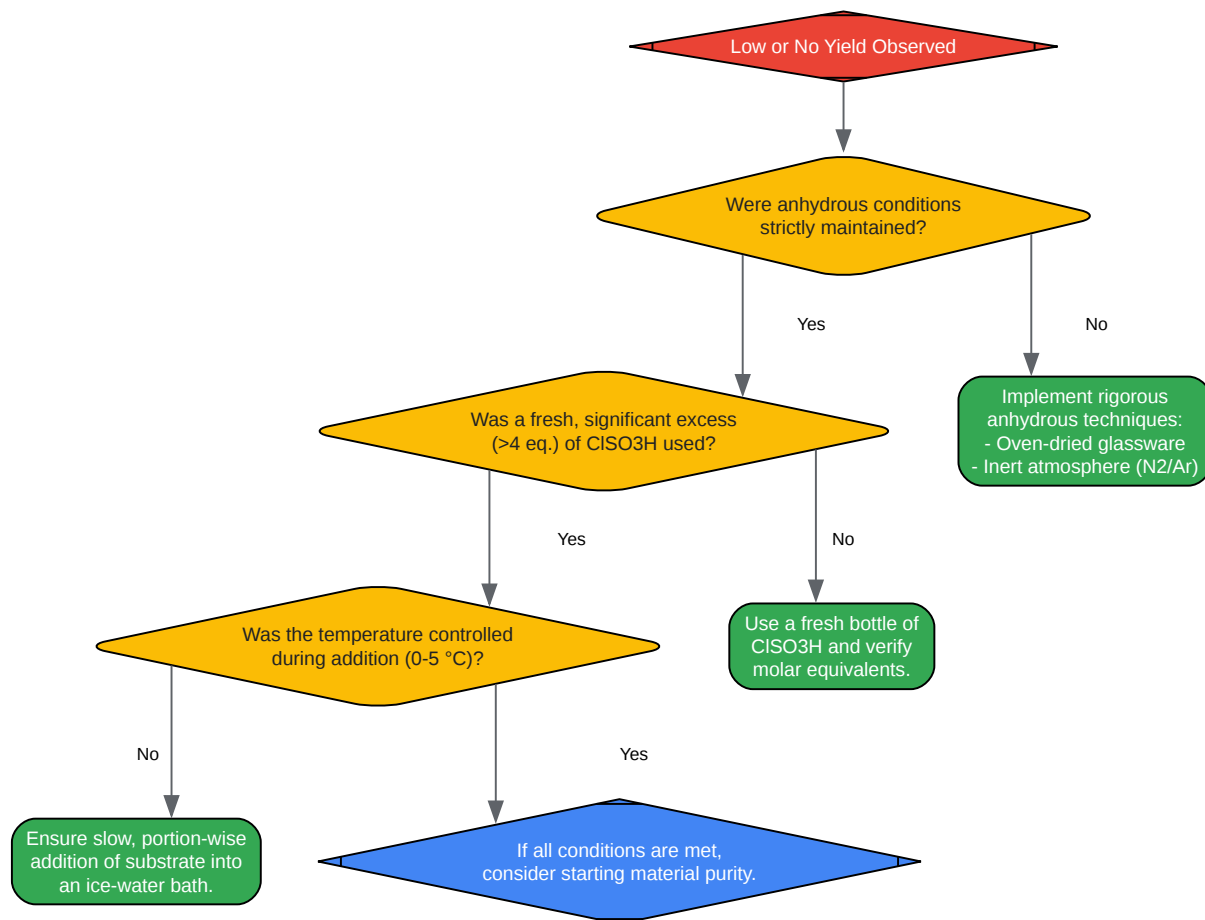 Low or No Yield Observed
Were anhydrous conditions
strictly maintained?
Yes
No
Implement rigorous
anhydrous techniques:
- Oven-dried glassware
- Inert atmosphere (N2/Ar)
Was a fresh, significant excess
(>4 eq.) of ClSO3H used?
Yes
No
Use a fresh bottle of
ClSO3H and verify
molar equivalents.
Was the temperature controlled
during addition (0-5 °C)?
No
Yes
Ensure slow, portion-wise
addition of substrate into
an ice-water bath.
If all conditions are met,
consider starting material purity.